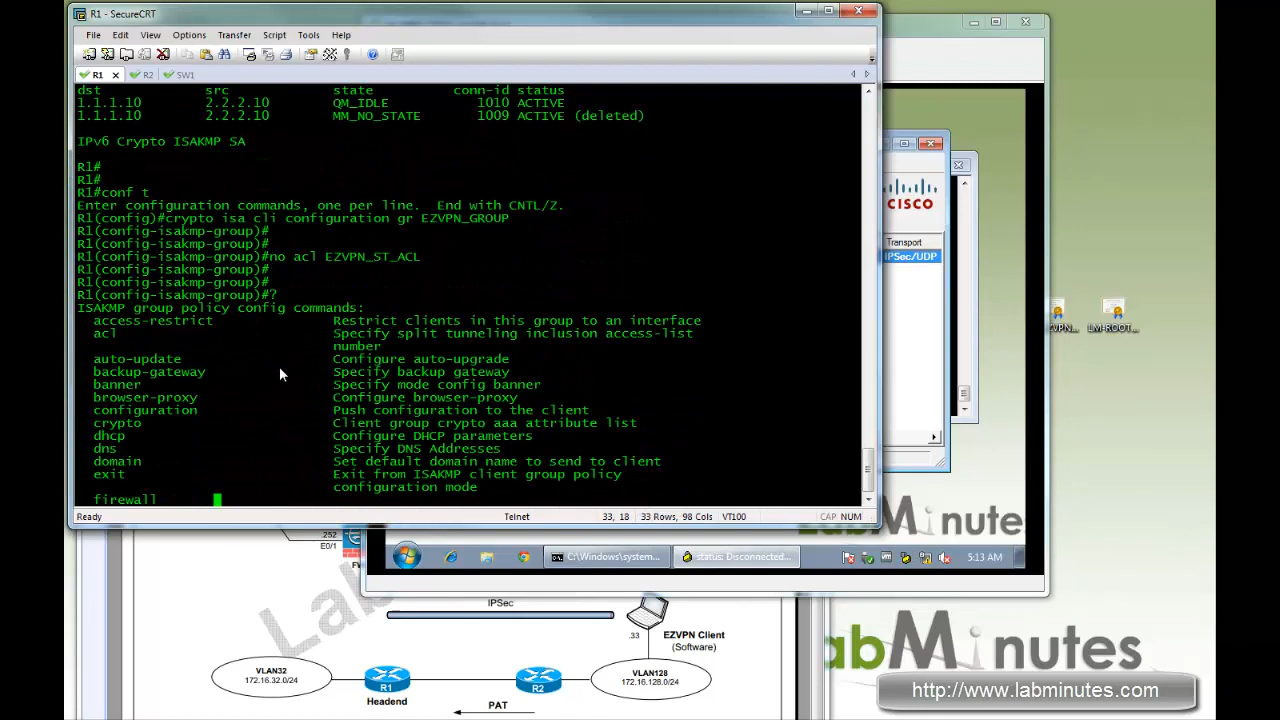 R1 - SecureCRT
File Edit View Options Transfer Script Tools Help
R1 R2 SW1
dst src state conn-id status
1.1.1.10 2.2.2.10 QM_IDLE 1010 ACTIVE
1.1.1.10 2.2.2.10 MM_NO_STATE 1009 ACTIVE (deleted)
IPv6 Crypto ISAKMP SA
R1#
R1#
R1#conf t
Enter configuration commands, one per line. End with CNTL/Z.
R1(config)#crypto isa cli configuration gr EZVPN_GROUP
R1(config-isakmp-group)#
R1(config-isakmp-group)#
R1(config-isakmp-group)#no acl EZVPN_ST_ACL
R1(config-isakmp-group)#
R1(config-isakmp-group)#
R1(config-isakmp-group)#?
ISAKMP group policy config commands:
access-restrict Restrict clients in this group to an interface
acl Specify split tunneling inclusion access-list
number
auto-update Configure auto-upgrade
backup-gateway Specify backup gateway
banner Specify mode config banner
browser-proxy Configure browser-proxy
configuration Push configuration to the client
crypto Client group crypto aaa attribute list
dhcp Configure DHCP parameters
dns Specify DNS Addresses
domain Set default domain name to send to client
exit Exit from ISAKMP client group policy
configuration mode
firewall
Ready Telnet 33, 18 33 Rows, 98 Cols VT100 CAP NUM
CISCO
Transport
IPSec/UDP
LM-ROOT...
Minutes
C:\Windows\system... status: Disconnected... 5:13 AM
.252
E0/1
IPSec
.33
EZVPN Client
(Software)
VLAN32
172.16.32.0/24
R1
Headend
R2
VLAN128
172.16.128.0/24
PAT
abMinutes
http://www.labminutes.com